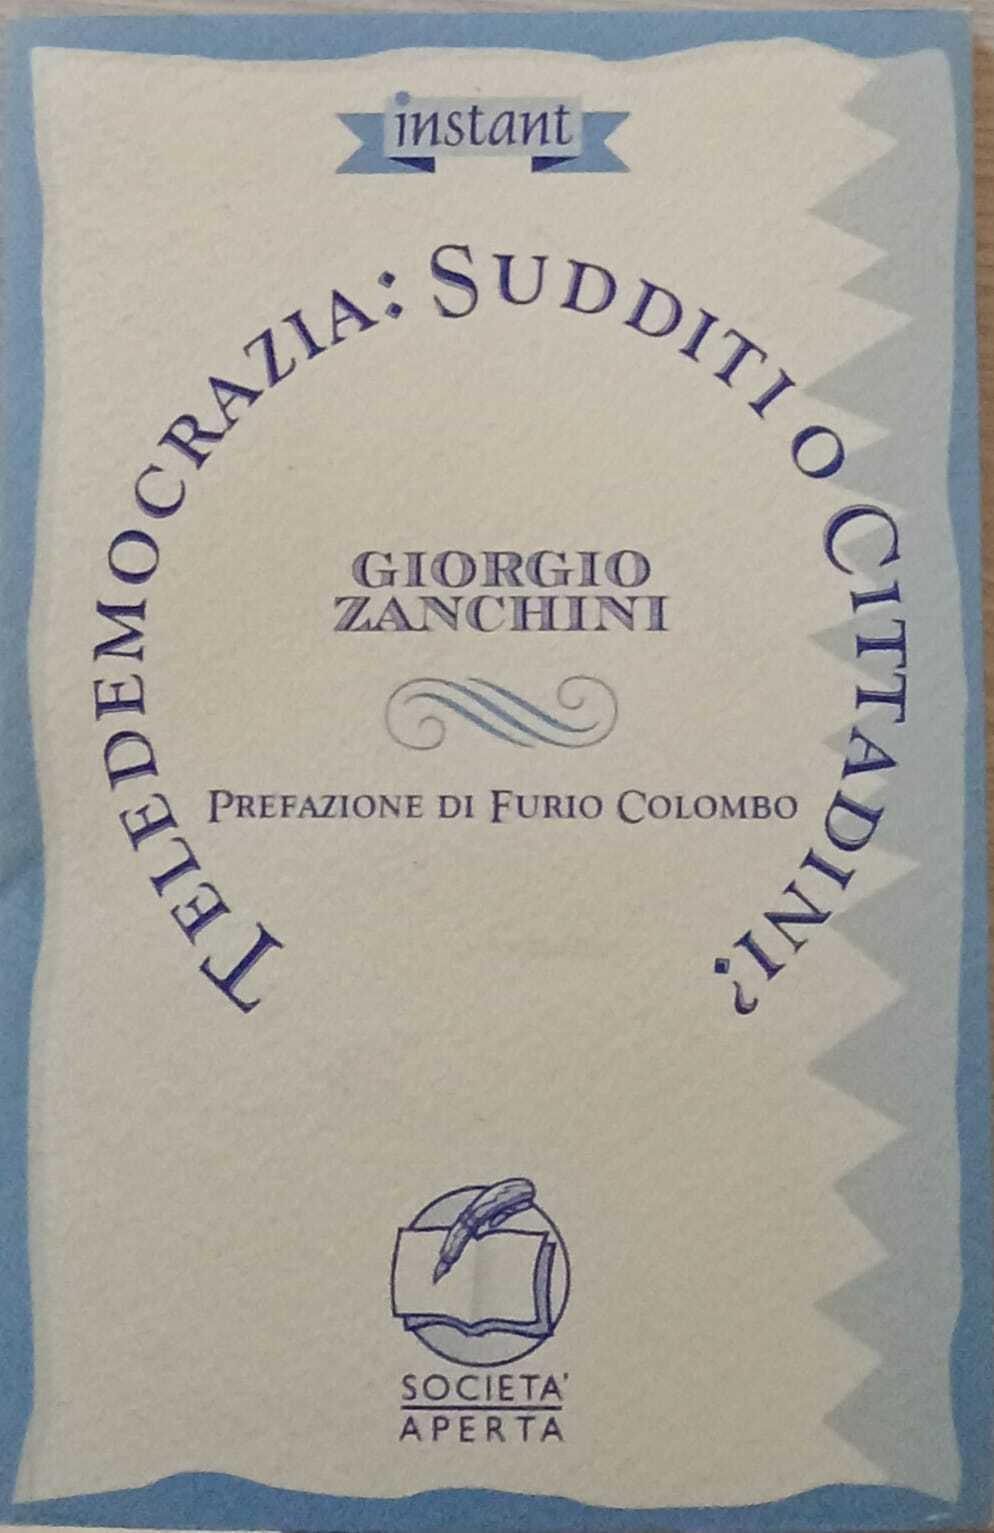 instant
TELEDEMOCRAZIA: SUDDITI O CITTADINI?
GIORGIO
ZANCHINI
PREFAZIONE DI FURIO COLOMBO
SOCIETA'
APERTA